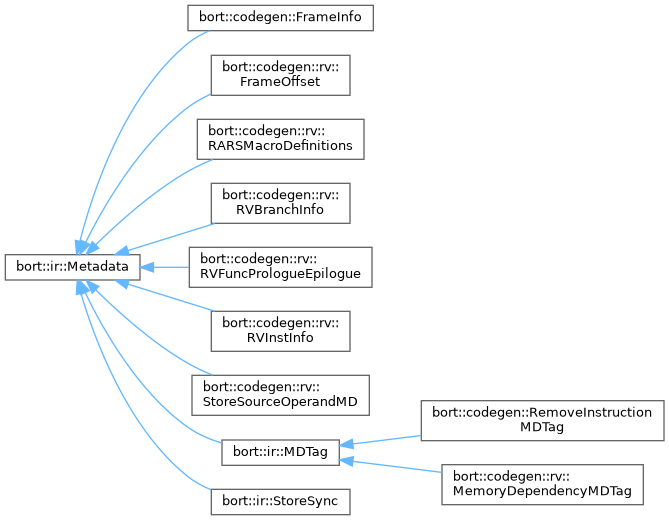 bort::codegen::FrameInfo
bort::codegen::rv::
FrameOffset
bort::codegen::rv::
RARSMacroDefinitions
bort::codegen::rv::
RVBranchInfo
bort::ir::Metadata
bort::codegen::rv::
RVFuncPrologueEpilogue
bort::codegen::rv::
RVInstInfo
bort::codegen::rv::
StoreSourceOperandMD
bort::codegen::RemoveInstruction
MDTag
bort::ir::MDTag
bort::codegen::rv::
MemoryDependencyMDTag
bort::ir::StoreSync